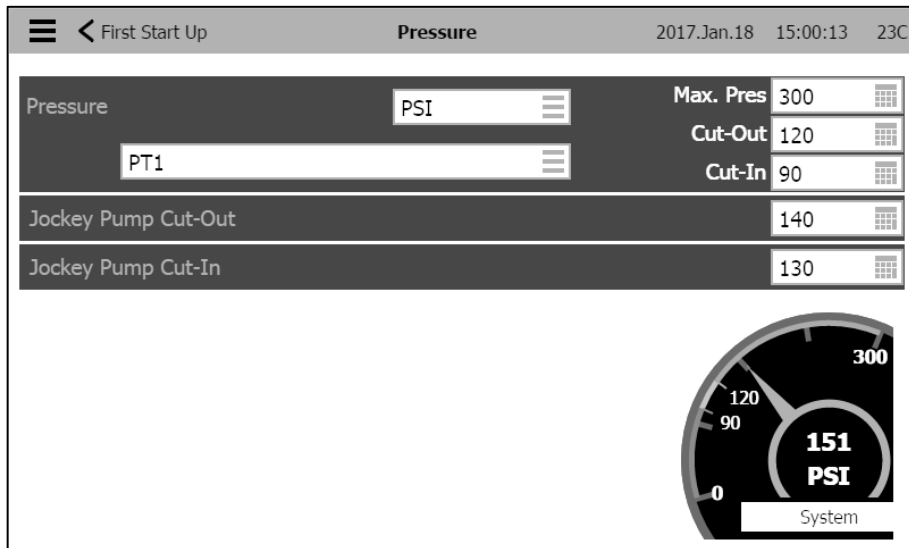 First Start Up Pressure 2017.Jan.18 15:00:13 23C
Pressure PSI Max. Pres 300
Cut-Out 120
PT1 Cut-In 90
Jockey Pump Cut-Out 140
Jockey Pump Cut-In 130
300
120
90
151
PSI
0
System